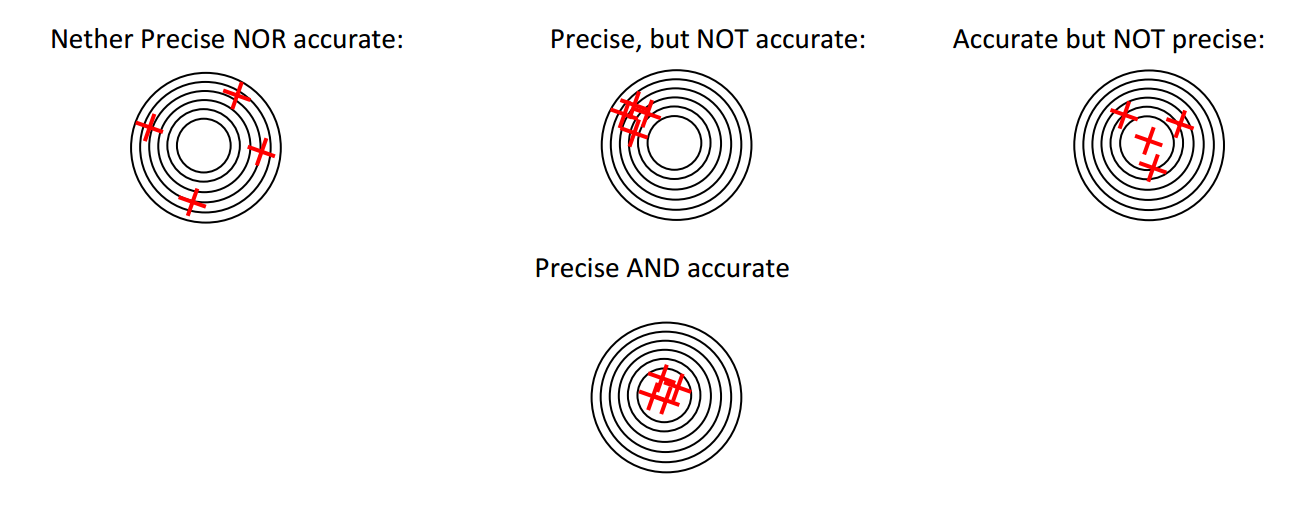 Nether Precise NOR accurate:
Precise, but NOT accurate:
Accurate but NOT precise:
Precise AND accurate